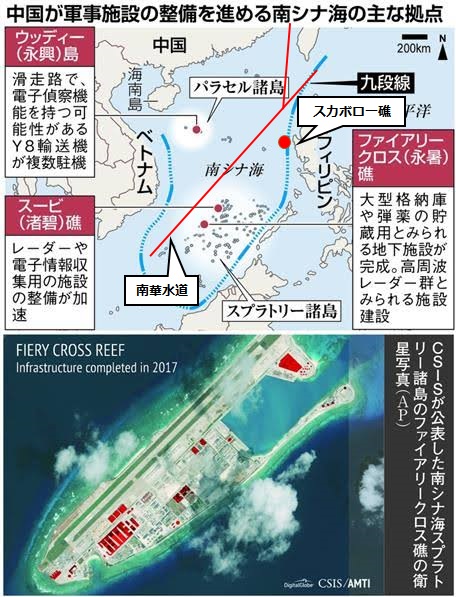 中国が軍事施設の整備を進める南シナ海の主な拠点
ウッディー
(永興)島
滑走路で、
電子偵察機
能を持つ可
能性がある
Y8輸送機
が複数駐機
スービ(渚碧)礁
レーダーや
電子情報収
集用の施設
の整備が加
速
中国
海南島
パラセル諸島
ベトナム
南シナ海
南華水道
スプラトリー諸島
フィリピン
200km
九段線
平洋
スカボロー礁
ファイアリー
クロス(永暑)
礁
大型格納庫
や弾薬の貯
蔵用とみられ
る地下施設が
完成。高周波
レーダー群と
みられる施設
建設
FIERY CROSS REEF
Infrastructure completed in 2017
DigitalGlobe CSIS/AMTI
CSISが公表した南シナ海スプラト
リー諸島のファイアリークロス礁の衛
星写真(AP)